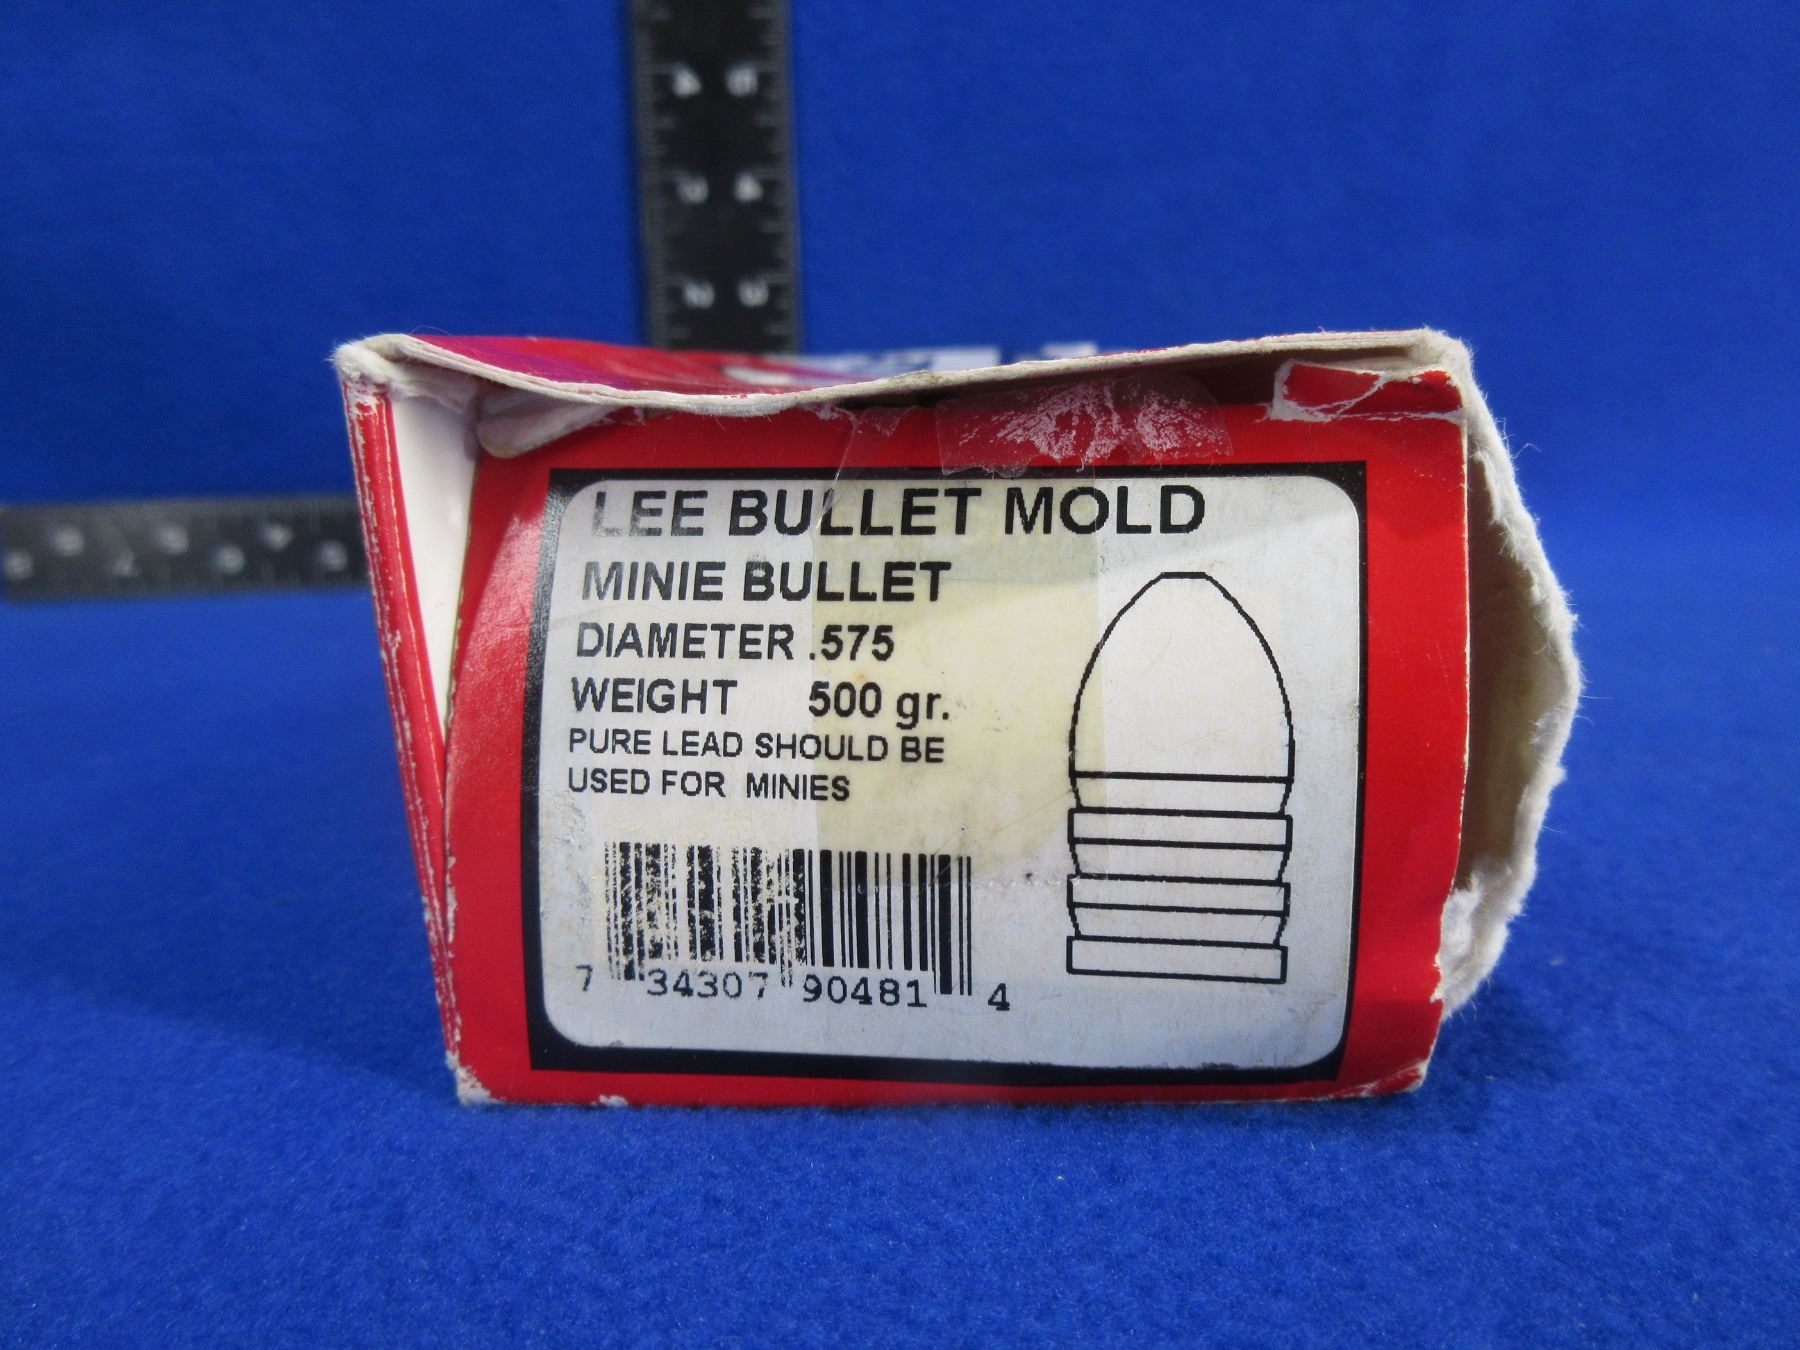 LEE BULLET MOLD
MINIE BULLET
DIAMETER .575
WEIGHT 500 gr.
PURE LEAD SHOULD BE
USED FOR MINIES
7 34307 90481 4